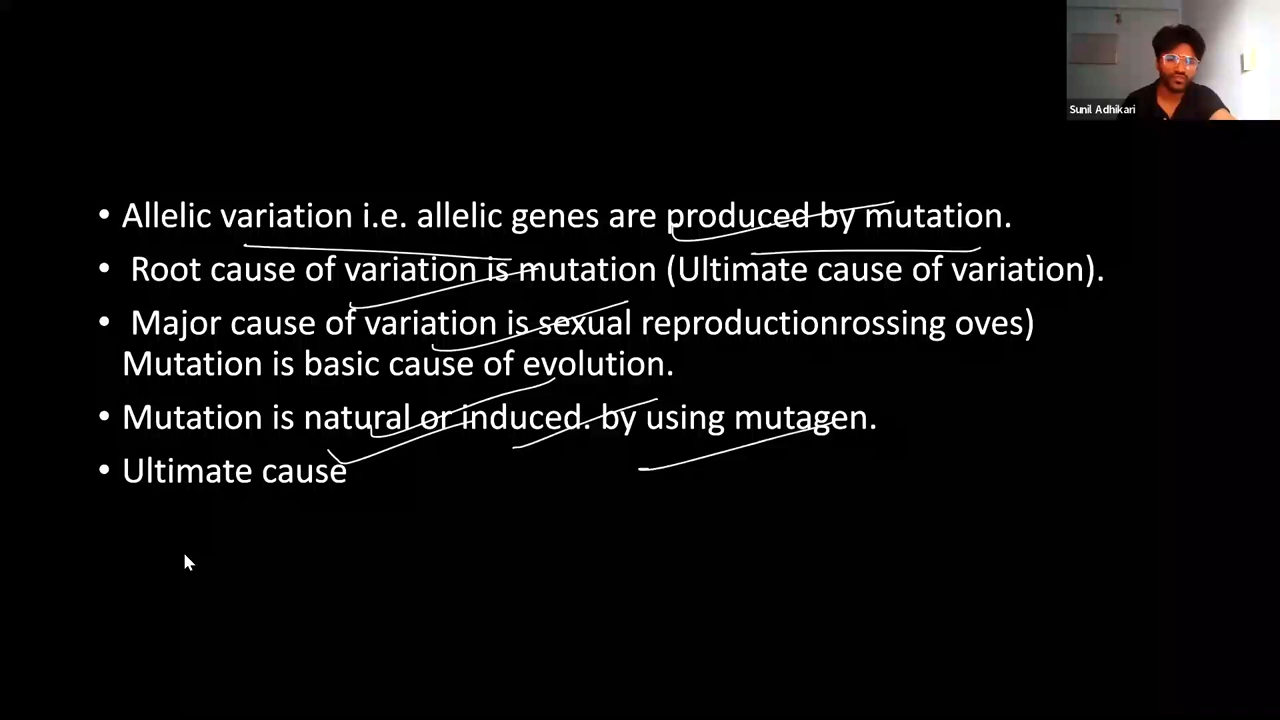 Sunil Adhikari
• Allelic variation i.e. allelic genes are produced by mutation.
• Root cause of variation is mutation (Ultimate cause of variation).
• Major cause of variation is sexual reproductionrossing oves)
Mutation is basic cause of evolution.
• Mutation is natural or induced. by using mutagen.
• Ultimate cause